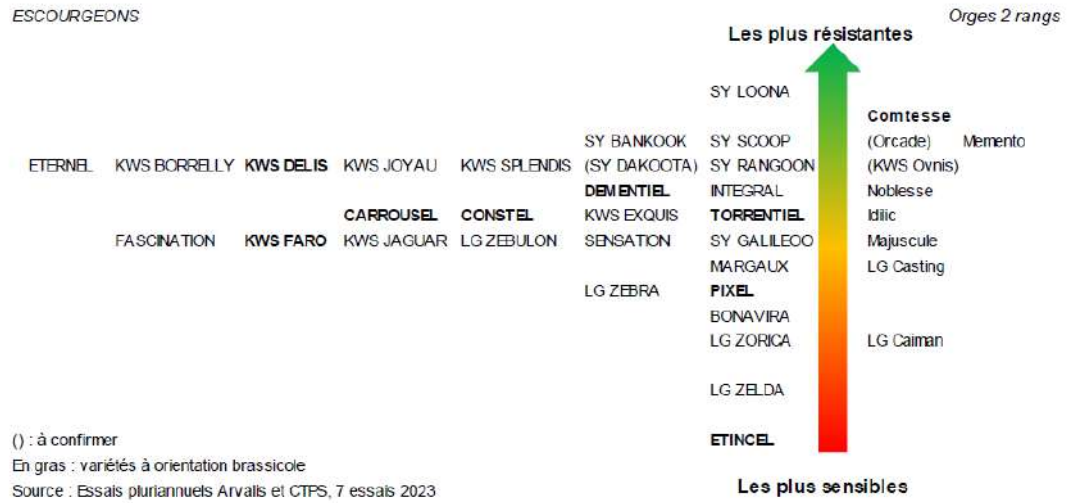 ESCOURGEONS Orges 2 rangs
Les plus résistantes
SY LOONA
Comtesse
SY BANKOOK SY SCOOP (Orcade) Memento
ETERNEL KWS BORRELLY KWS DELIS KWS JOYAU KWS SPLENDIS (SY DAKOOTA) SY RANGOON (KWS Ovnis)
DEMENTIEL INTEGRAL Noblesse
CARROUSEL CONSTEL KWS EXQUIS TORRENTIEL Idilic
FASCINATION KWS FARO KWS JAGUAR LG ZEBULON SENSATION SY GALILEOO Majuscule
MARGAUX LG Casting
LG ZEBRA PIXEL
BONAVIRA
LG ZORICA LG Caiman
LG ZELDA
() : à confirmer ETINCEL
En gras : variétés à orientation brassicole
Source : Essais pluriannuels Arvalis et CTPS, 7 essais 2023 Les plus sensibles